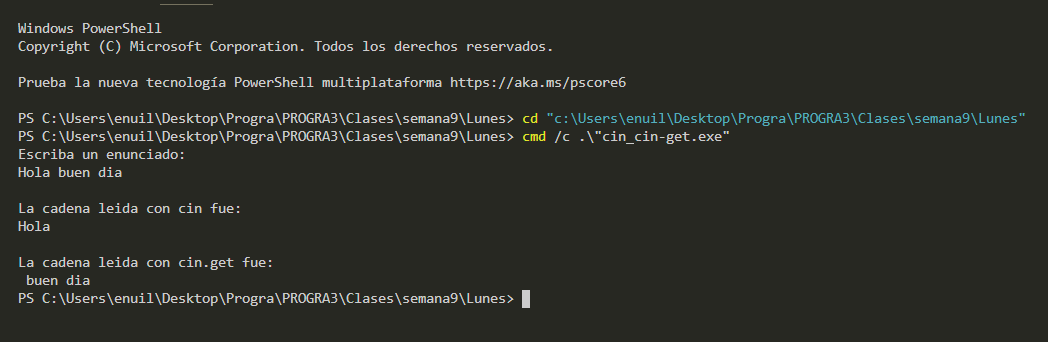 Windows PowerShell
Copyright (C) Microsoft Corporation. Todos los derechos reservados.
Prueba la nueva tecnología PowerShell multiplataforma https://aka.ms/pscore6
PS C:\Users\enuil\Desktop\Progra\PROGRA3\Clases\semana9\Lunes> cd "c:\Users\enuil\Desktop\Progra\PROGRA3\Clases\semana9\Lunes"
PS C:\Users\enuil\Desktop\Progra\PROGRA3\Clases\semana9\Lunes> cmd /c .\"cin_cin-get.exe"
Escriba un enunciado:
Hola buen dia
La cadena leida con cin fue:
Hola
La cadena leida con cin.get fue:
 buen dia
PS C:\Users\enuil\Desktop\Progra\PROGRA3\Clases\semana9\Lunes>